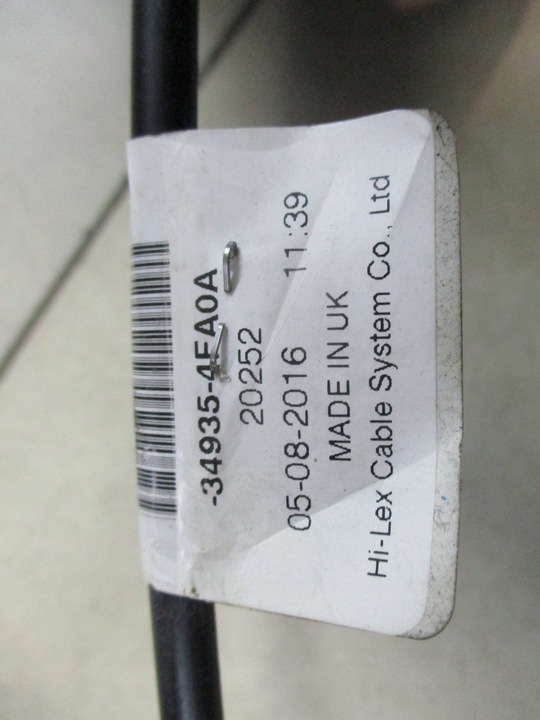 -34935-4EA0A
20252
05-08-2016 11:39
MADE IN UK
Hi-Lex Cable System Co., Ltd